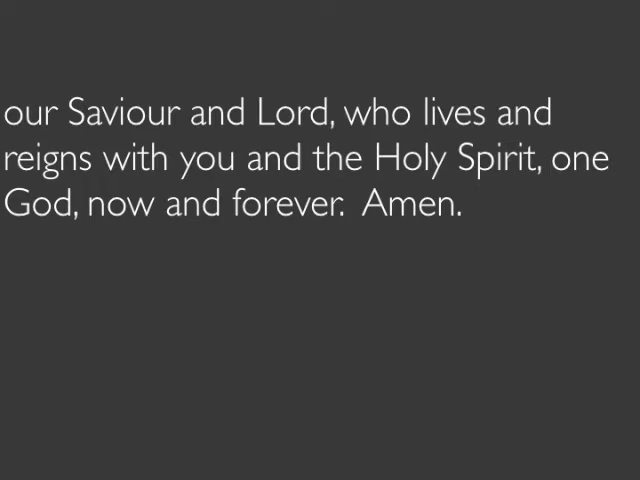 our Saviour and Lord, who lives and
reigns with you and the Holy Spirit, one
God, now and forever.  Amen.